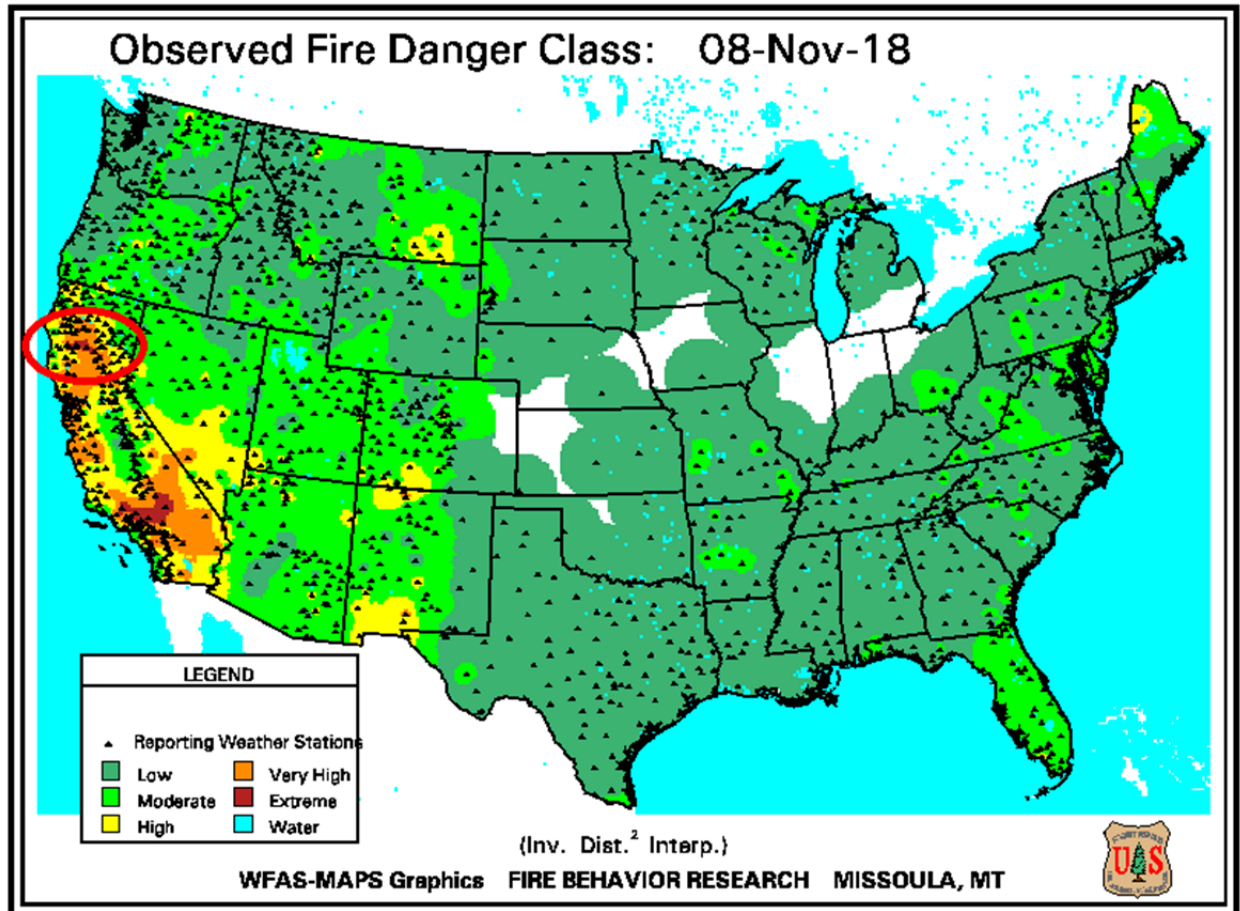 Observed Fire Danger Class: 08-Nov-18
LEGEND
Reporting Weather Stations
Low
Very High
Moderate
Extreme
High
Water
(Inv. Dist.² Interp.)
WFAS-MAPS Graphics FIRE BEHAVIOR RESEARCH MISSOULA, MT
US